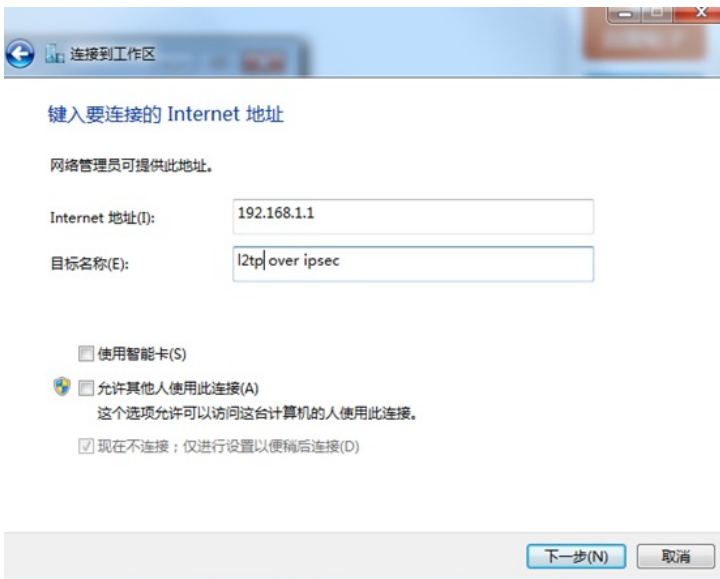 连接到工作区
键入要连接的 Internet 地址
网络管理员可提供此地址。
Internet 地址(I): 192.168.1.1
目标名称(E): l2tp over ipsec
使用智能卡(S)
允许其他人使用此连接(A)
这个选项允许可以访问这台计算机的人使用此连接。
现在不连接；仅进行设置以便稍后连接(D)
下一步(N) 取消